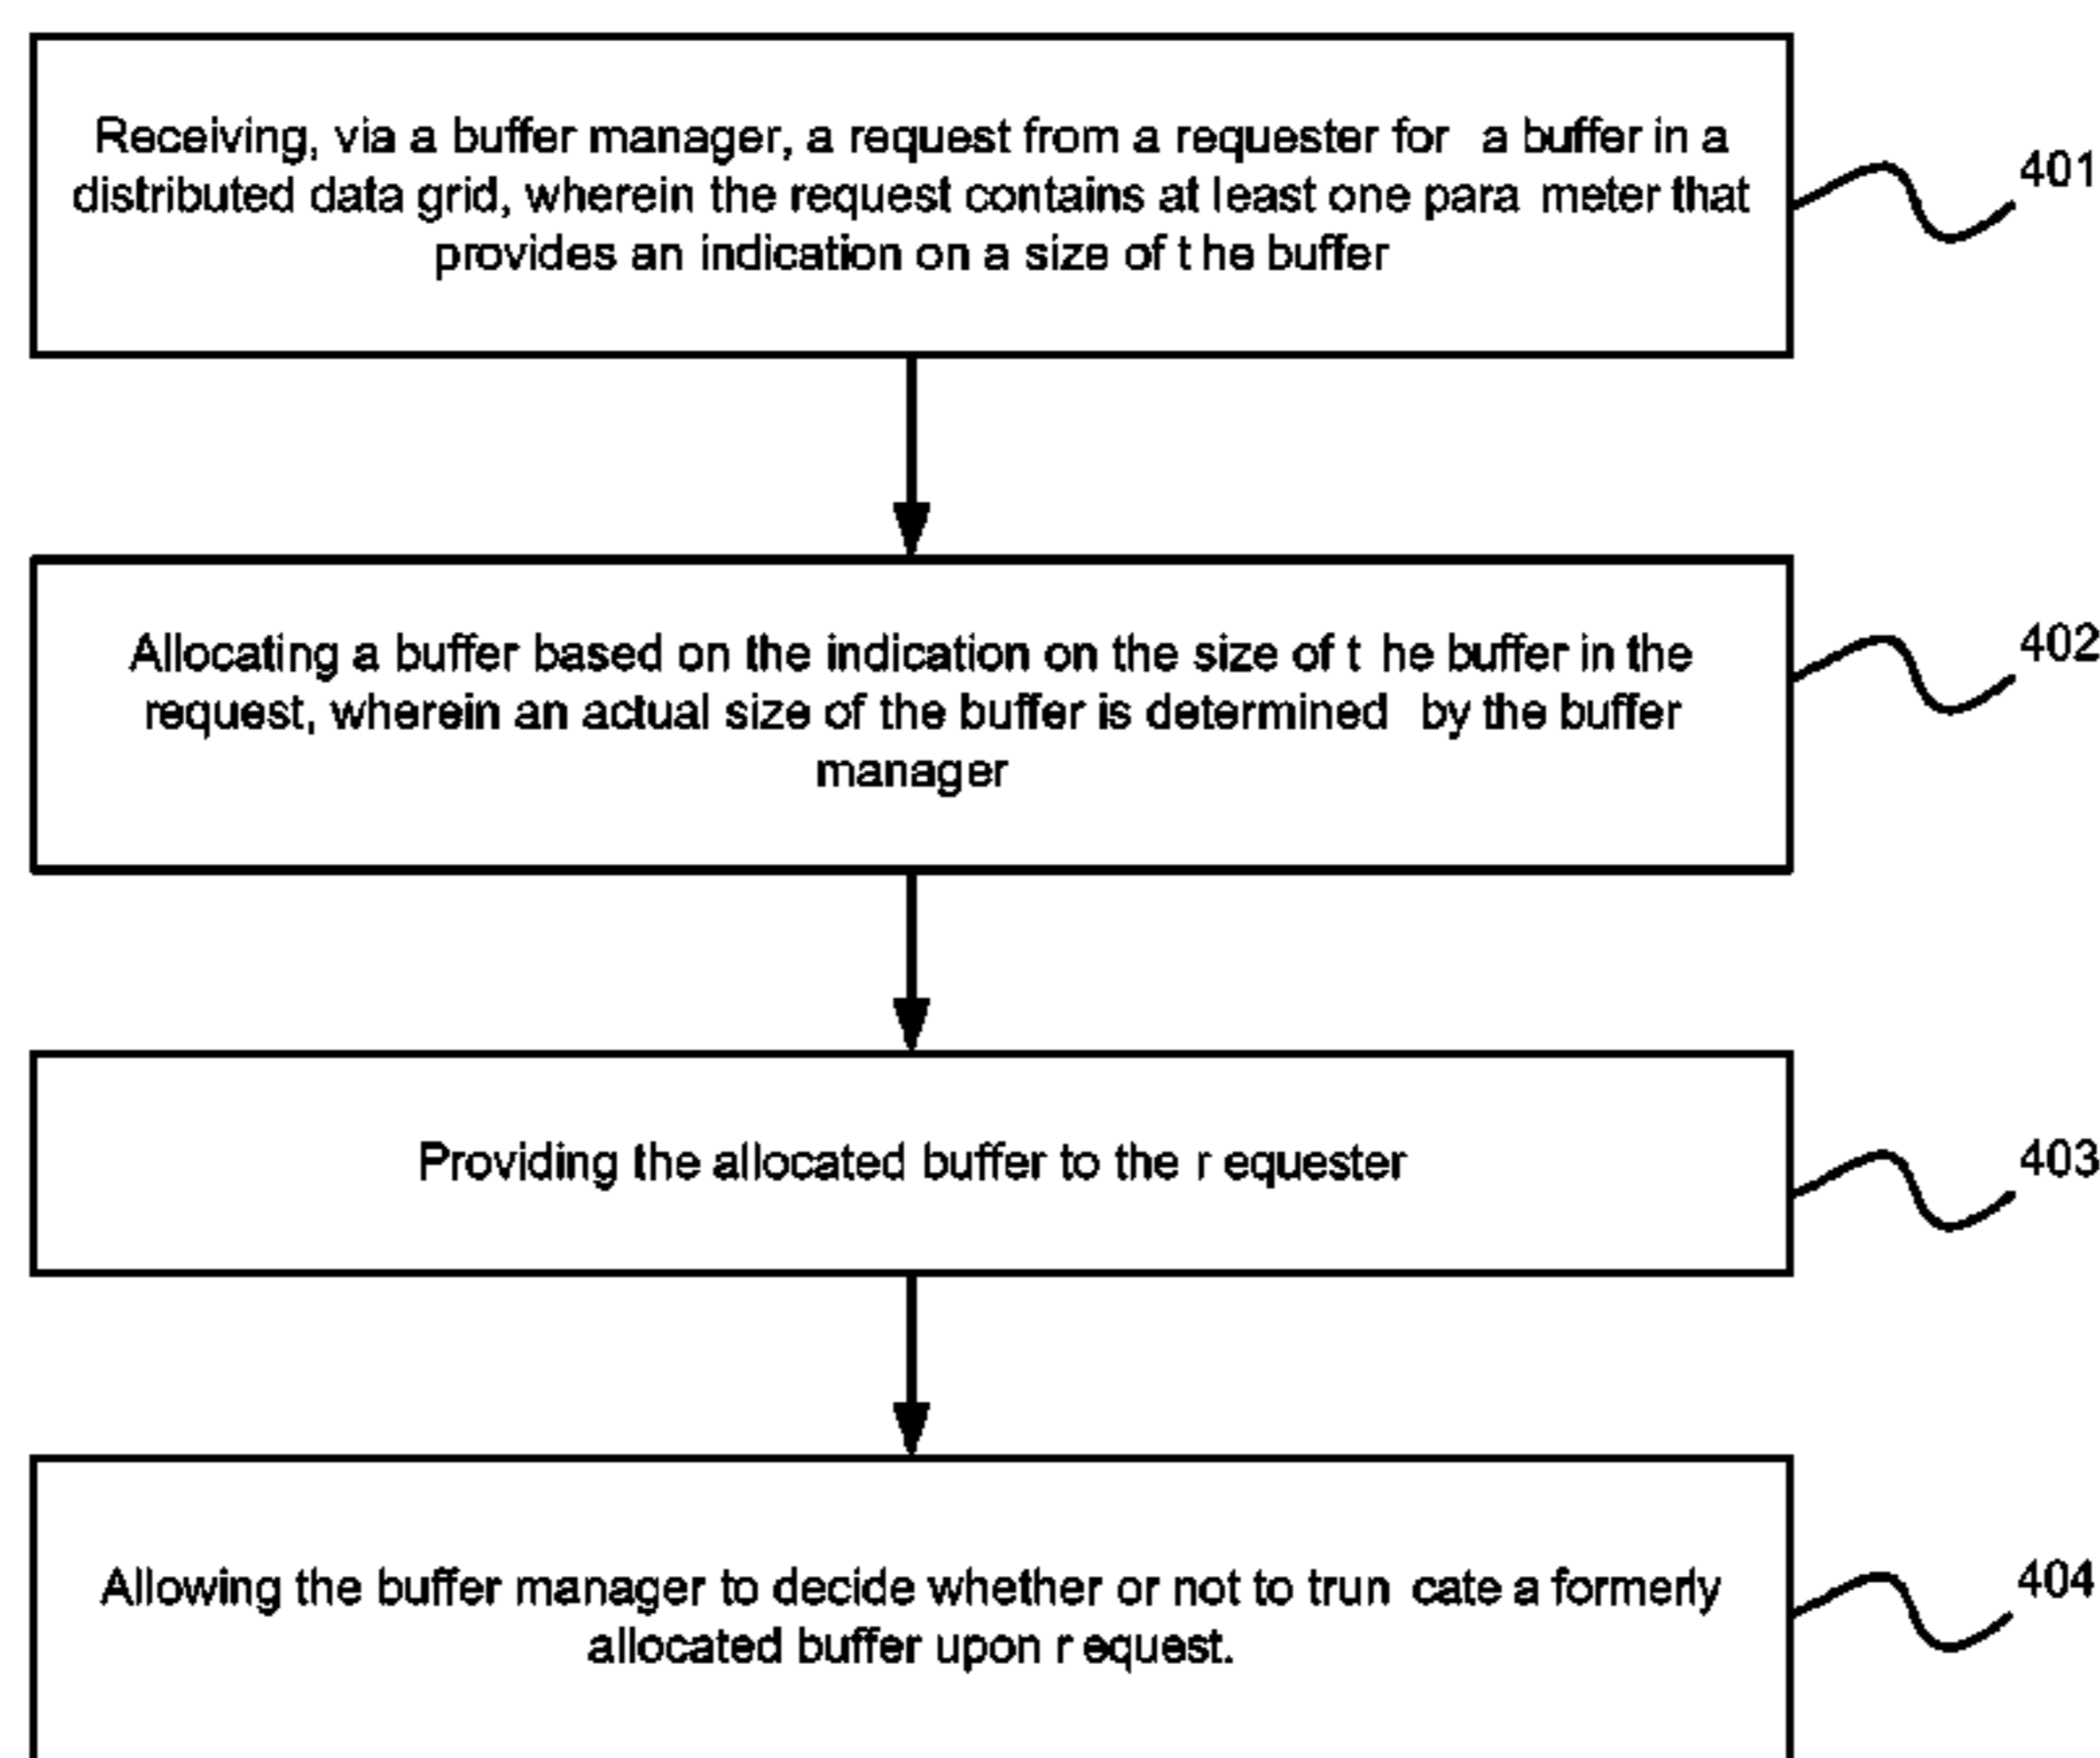 Receiving, via a buffer manager, a request from a requester for a buffer in a
distributed data grid, wherein the request contains at least one para meter that
provides an indication on a size of t he buffer
401
Allocating a buffer based on the indication on the size of t he buffer in the
request, wherein an actual size of the buffer is determined by the buffer
manager
402
Providing the allocated buffer to the r equester
403
Allowing the buffer manager to decide whether or not to trun cate a formerly
allocated buffer upon r equest.
404